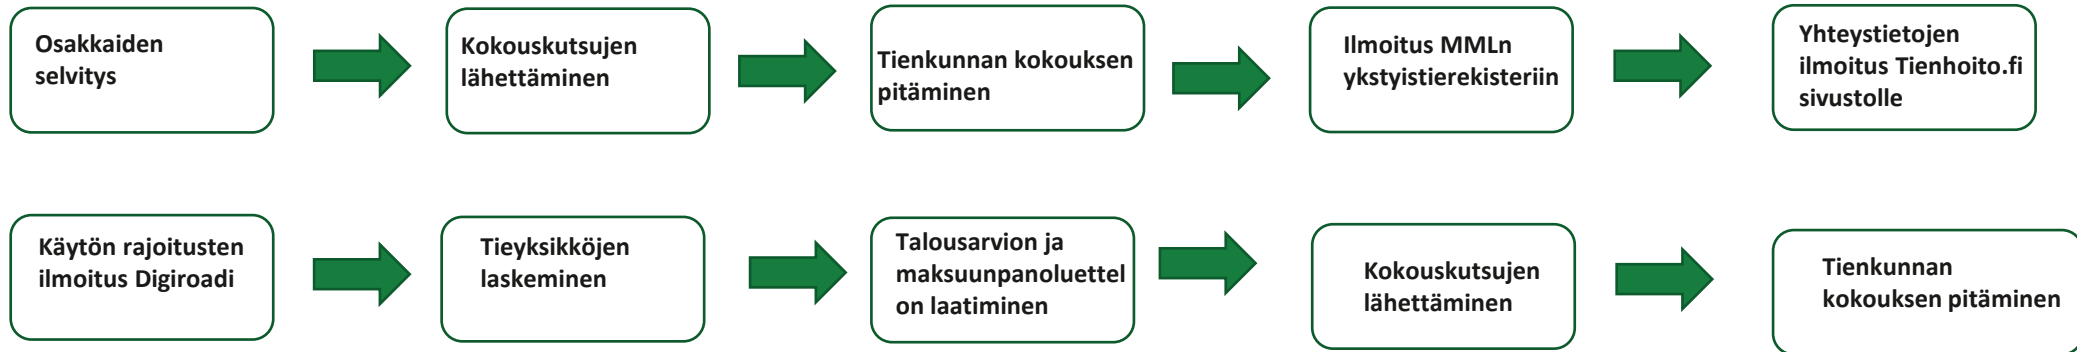 Osakkaiden
selvitys
Kokouskutsujen
lähettäminen
Tienkunnan kokouksen
pitäminen
Ilmoitus MMLn
ykstyistierekisteriin
Yhteystietojen
ilmoitus Tienhoito.fi
sivustolle
Käytön rajoitusten
ilmoitus Digiroadi
Tieyksikköjen
laskeminen
Talousarvion ja
maksuunpanoluettel
on laatiminen
Kokouskutsujen
lähettäminen
Tienkunnan
kokouksen pitäminen